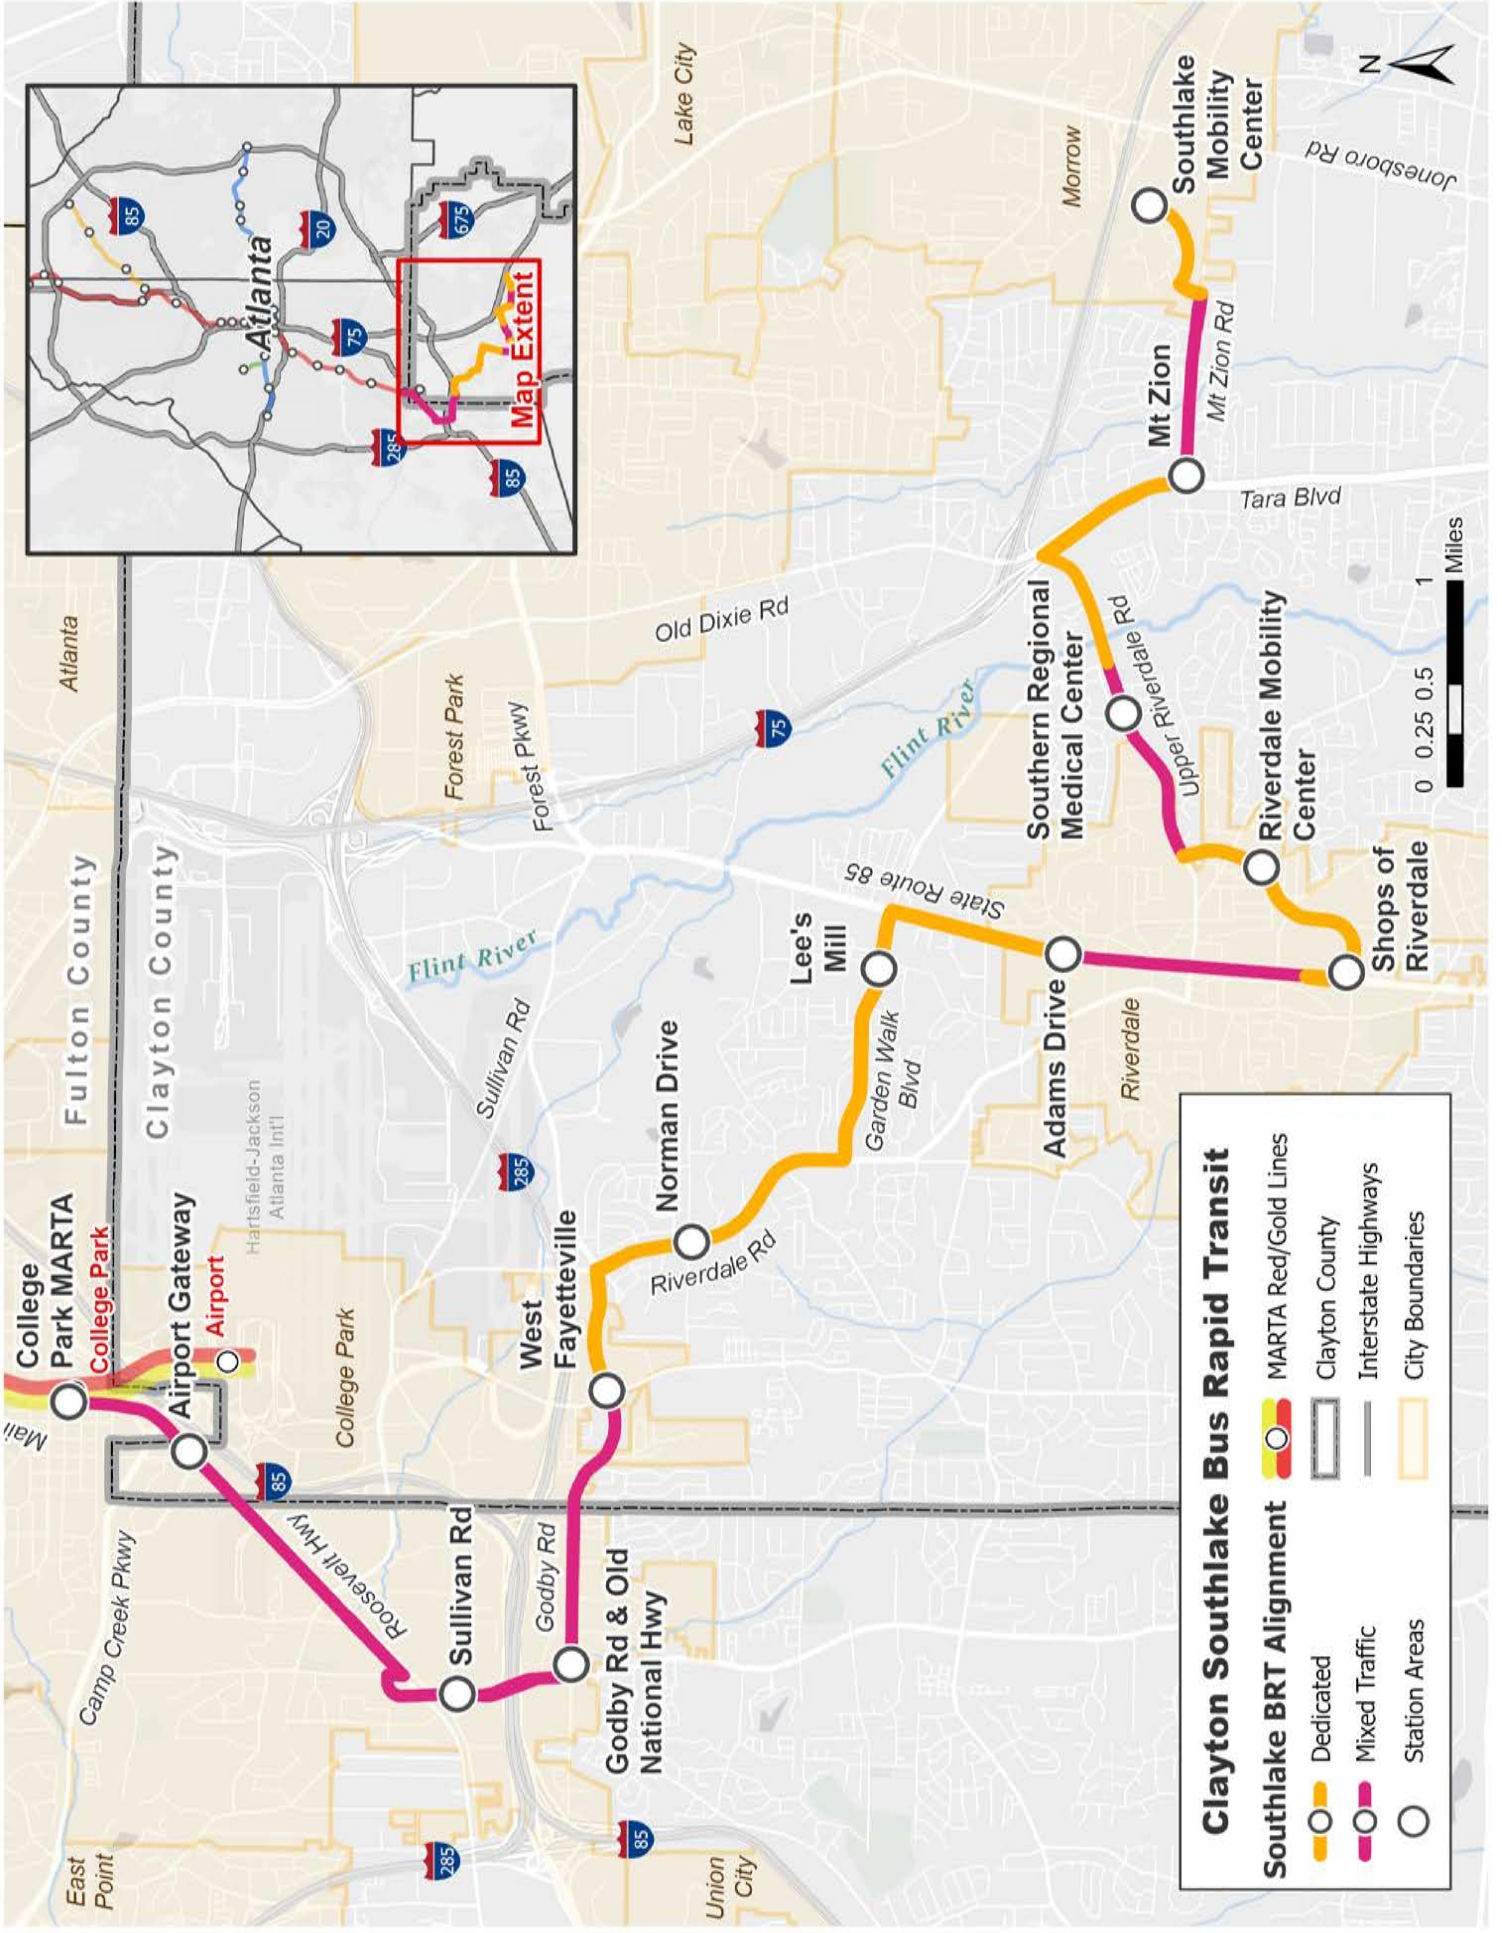 East
Point
Camp Creek Pkwy
Mai
College
Park MARTA
College Park
Airport Gateway
Airport
Fulton County
Clayton County
Atlanta
Hartsfield-Jackson
Atlanta Int'l
College Park
85
Roosevelt Hwy
Sullivan Rd
285
85
Union
City
Godby Rd
Godby Rd & Old
National Hwy
West
Fayetteville
285
Sullivan Rd
Flint River
Forest Park
Forest Pkwy
Norman Drive
Riverdale Rd
Garden Walk
Blvd
Lee's
Mill
State Route 85
75
Flint River
Old Dixie Rd
Lake City
Morrow
Adams Drive
Riverdale
Shops of
Riverdale
Riverdale Mobility
Center
Southern Regional
Medical Center
Upper Riverdale Rd
Mt Zion
Mt Zion Rd
Tara Blvd
Southlake
Mobility
Center
Jonesboro Rd
N
85
20
Atlanta
75
675
285
85
Map Extent
Clayton Southlake Bus Rapid Transit
Southlake BRT Alignment
Dedicated
Mixed Traffic
Station Areas
MARTA Red/Gold Lines
Clayton County
Interstate Highways
City Boundaries
0 0.25 0.5 1
Miles